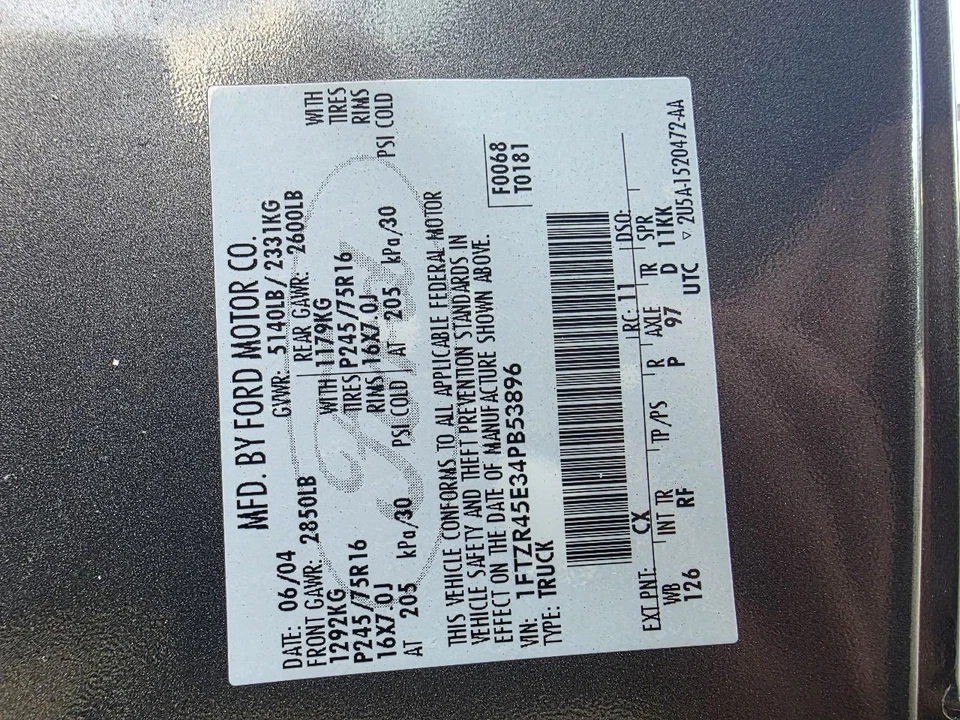 MFD. BY FORD MOTOR CO.
DATE: 06/04 GVWR: 5140LB/ 2331KG
FRONT GAWR: 2850LB REAR GAWR: 2600LB
1292KG WITH 1179KG WITH
P245/75R16 TIRES P245/75R16 TIRES
16X7.0J RIMS 16X7.0J RIMS
AT 205 kPa/30 PSI COLD AT 205 kPa/30 PSI COLD
Ford
THIS VEHICLE CONFORMS TO ALL APPLICABLE FEDERAL MOTOR
VEHICLE SAFETY AND THEFT PREVENTION STANDARDS IN
EFFECT ON THE DATE OF MANUFACTURE SHOWN ABOVE.
VIN: 1FTZR45E34PB53896 F0068
TYPE: TRUCK T0181
EXT PNT: CX RC: 11 DSO:
WB INT TR TP/PS R AXLE TR SPR
126 RF P 97 D 11KK
UTC ▽ 2U5A-1520472-AA